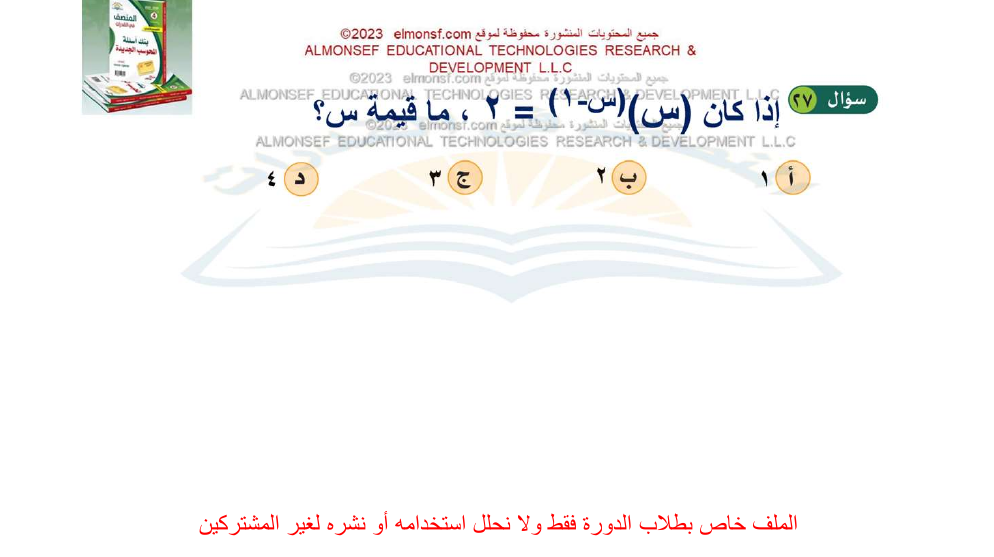 المنصف
في القدرات
بنك أسئلة
المحوسب الجديدة
جميع المحتويات المنشورة محفوظة لموقع elmonsf.com ©2023
ALMONSEF EDUCATIONAL TECHNOLOGIES RESEARCH &
DEVELOPMENT L.L.C
جميع المحتويات المنشورة محفوظة لموقع elmonsf.com ©2023
ALMONSEF EDUCATIONAL TECHNOLOGIES RESEARCH & DEVELOPMENT L.L.C
سؤال ٢٧ إذا كان (س)(س-١) = ٢ ، ما قيمة س؟
جميع المحتويات المنشورة محفوظة لموقع elmonsf.com ©2023
ALMONSEF EDUCATIONAL TECHNOLOGIES RESEARCH & DEVELOPMENT L.L.C
أ ١ ب ٢ ج ٣ د ٤
الملف خاص بطلاب الدورة فقط ولا نحلل استخدامه أو نشره لغير المشتركين